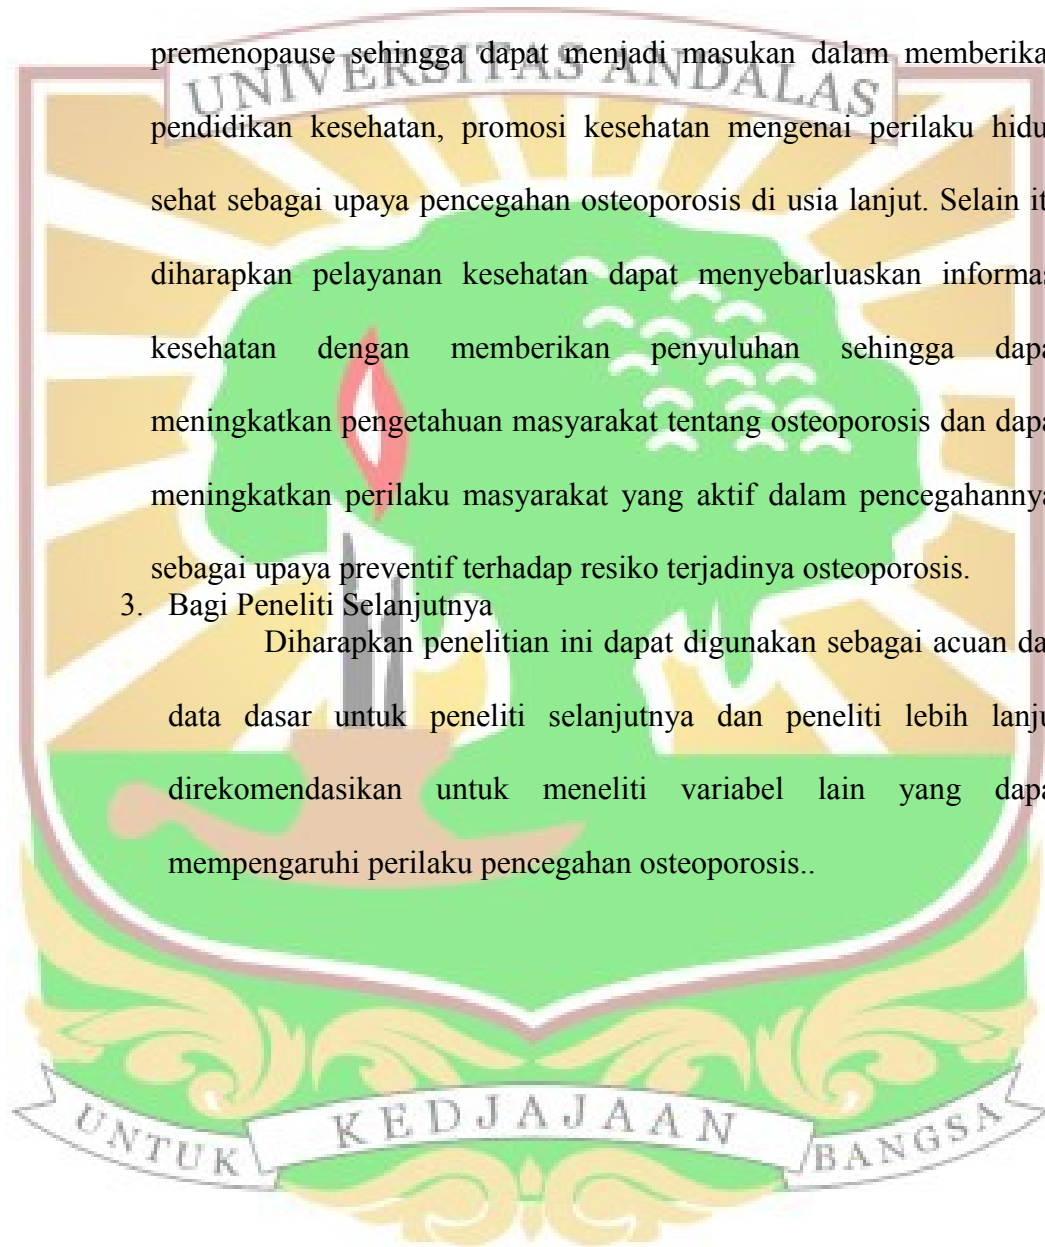 premenopause sehingga dapat menjadi masukan dalam memberika
UNIVERSITAS ANDALAS
pendidikan kesehatan, promosi kesehatan mengenai perilaku hidu
sehat sebagai upaya pencegahan osteoporosis di usia lanjut. Selain it
diharapkan pelayanan kesehatan dapat menyebarluaskan informas
kesehatan dengan memberikan penyuluhan sehingga dapa
meningkatkan pengetahuan masyarakat tentang osteoporosis dan dapa
meningkatkan perilaku masyarakat yang aktif dalam pencegahannya
sebagai upaya preventif terhadap resiko terjadinya osteoporosis.
3. Bagi Peneliti Selanjutnya
Diharapkan penelitian ini dapat digunakan sebagai acuan da
data dasar untuk peneliti selanjutnya dan peneliti lebih lanju
direkomendasikan untuk meneliti variabel lain yang dapa
mempengaruhi perilaku pencegahan osteoporosis..
UNTUK KEDJAJAAN BANGSA